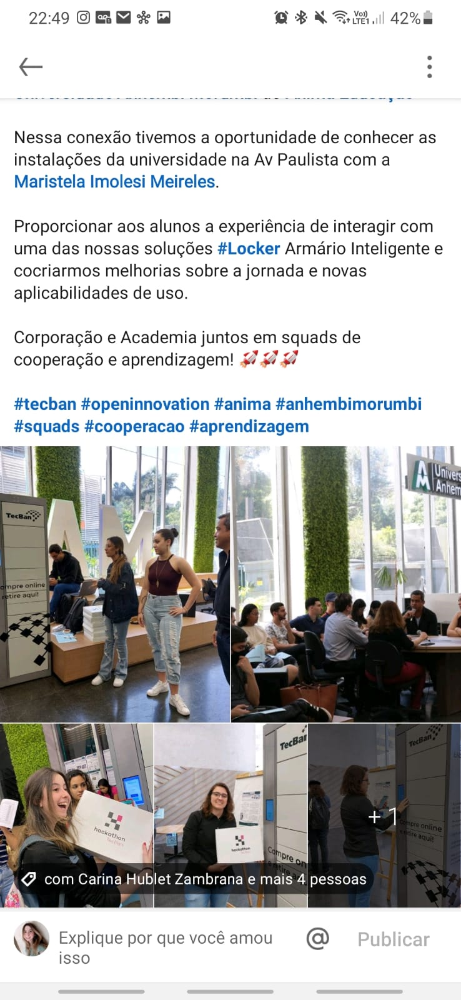 22:49
Vo)) LTE1 42%
Universidade Anhembi Morumbi da Anima Educação
Nessa conexão tivemos a oportunidade de conhecer as
instalações da universidade na Av Paulista com a
Maristela Imolesi Meireles.
Proporcionar aos alunos a experiência de interagir com
uma das nossas soluções #Locker Armário Inteligente e
cocriarmos melhorias sobre a jornada e novas
aplicabilidades de uso.
Corporação e Academia juntos em squads de
cooperação e aprendizagem! 🚀🚀🚀
#tecban #openinnovation #anima #anhembimorumbi
#squads #cooperacao #aprendizagem
TecBan
AM
ompre online
retire aqui!
AM Univers
Anhem
hackathon
TecBan
TecBan
hackathon
Compre on
e retire a
TecBan
+ 1
Compre online
e retire aqui!
com Carina Hublet Zambrana e mais 4 pessoas
Explique por que você amou
isso
@ Publicar